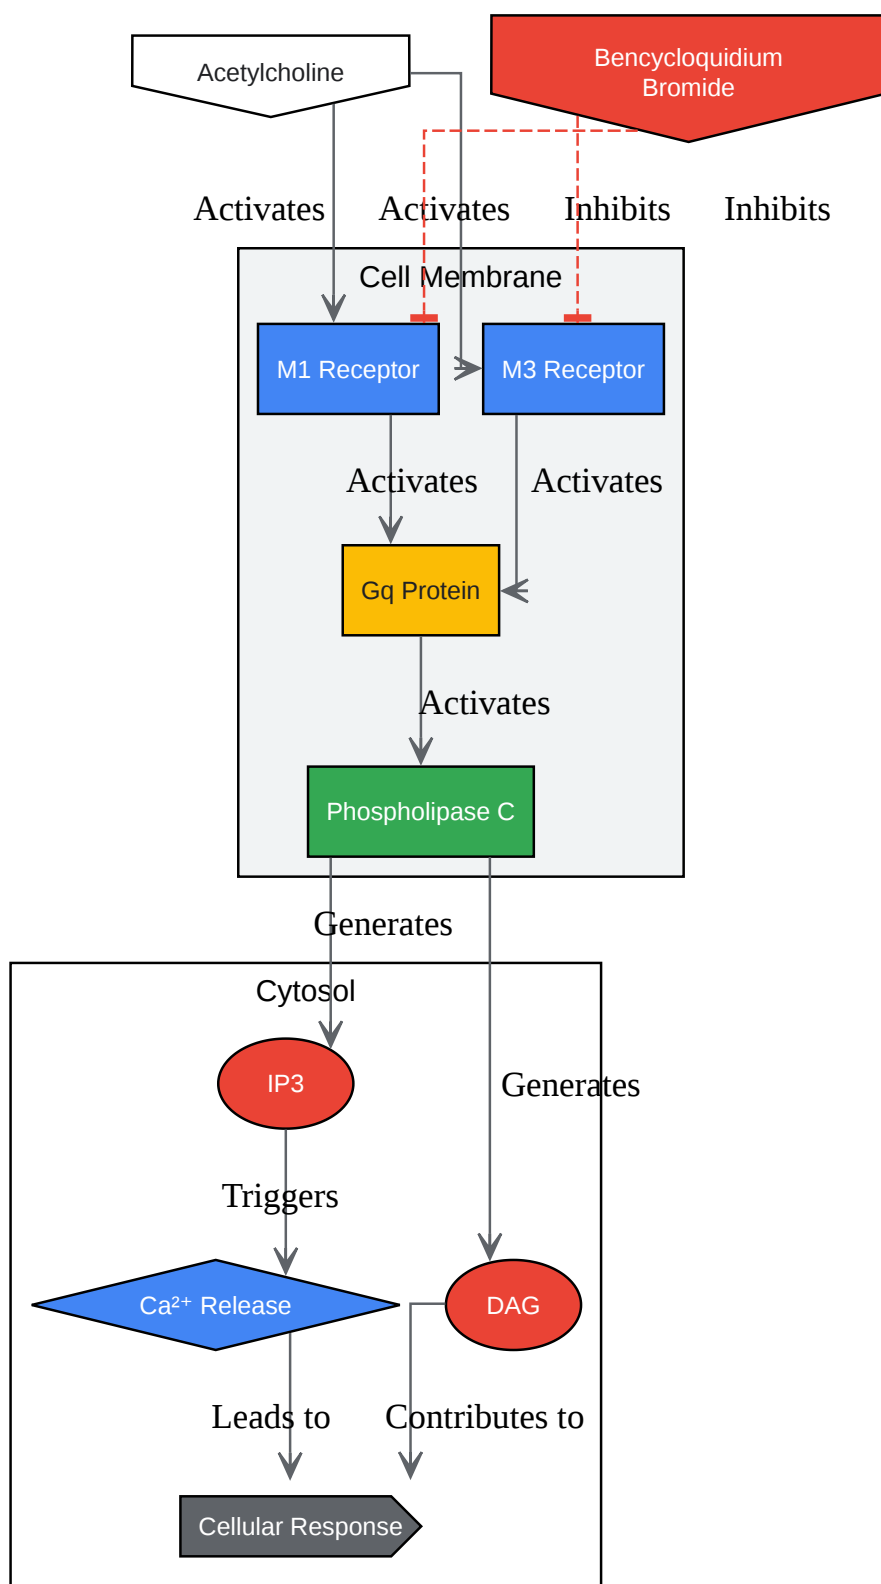 Acetylcholine
Bencycloquidium
Bromide
Activates
Activates
Inhibits
Inhibits
Cell Membrane
M1 Receptor
M3 Receptor
Activates
Activates
Gq Protein
Activates
Phospholipase C
Generates
Cytosol
IP3
Generates
Triggers
Ca²⁺ Release
DAG
Leads to
Contributes to
Cellular Response